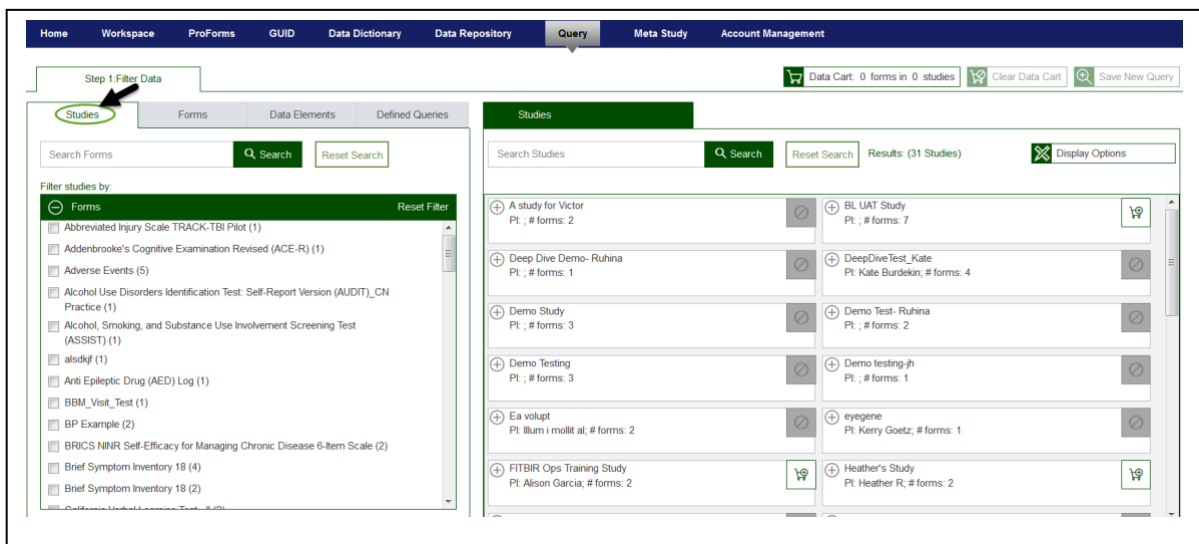 Home Workspace ProForms GUID Data Dictionary Data Repository Query Meta Study Account Management
Step 1:Filter Data
Data Cart: 0 forms in 0 studies Clear Data Cart Save New Query
Studies Forms Data Elements Defined Queries
Search Forms Search Reset Search
Filter studies by:
Forms Reset Filter
Abbreviated Injury Scale TRACK-TBI Pilot (1)
Addenbrooke's Cognitive Examination Revised (ACE-R) (1)
Adverse Events (5)
Alcohol Use Disorders Identification Test: Self-Report Version (AUDIT)_CN
Practice (1)
Alcohol, Smoking, and Substance Use Involvement Screening Test
(ASSIST) (1)
alsdkjf (1)
Anti Epileptic Drug (AED) Log (1)
BBM_Visit_Test (1)
BP Example (2)
BRICS NINR Self-Efficacy for Managing Chronic Disease 6-Item Scale (2)
Brief Symptom Inventory 18 (4)
Brief Symptom Inventory 18 (2)
Studies
Search Studies Search Reset Search Results: (31 Studies) Display Options
A study for Victor
PI: ; # forms: 2
BL UAT Study
PI: ; # forms: 7
Deep Dive Demo- Ruhina
PI: ; # forms: 1
DeepDiveTest_Kate
PI: Kate Burdekin; # forms: 4
Demo Study
PI: ; # forms: 3
Demo Test- Ruhina
PI: ; # forms: 2
Demo Testing
PI: ; # forms: 3
Demo testing-jh
PI: ; # forms: 1
Ea volupt
PI: Illum i mollit al; # forms: 2
eyegene
PI: Kerry Goetz; # forms: 1
FITBIR Ops Training Study
PI: Alison Garcia; # forms: 2
Heather's Study
PI: Heather R; # forms: 2